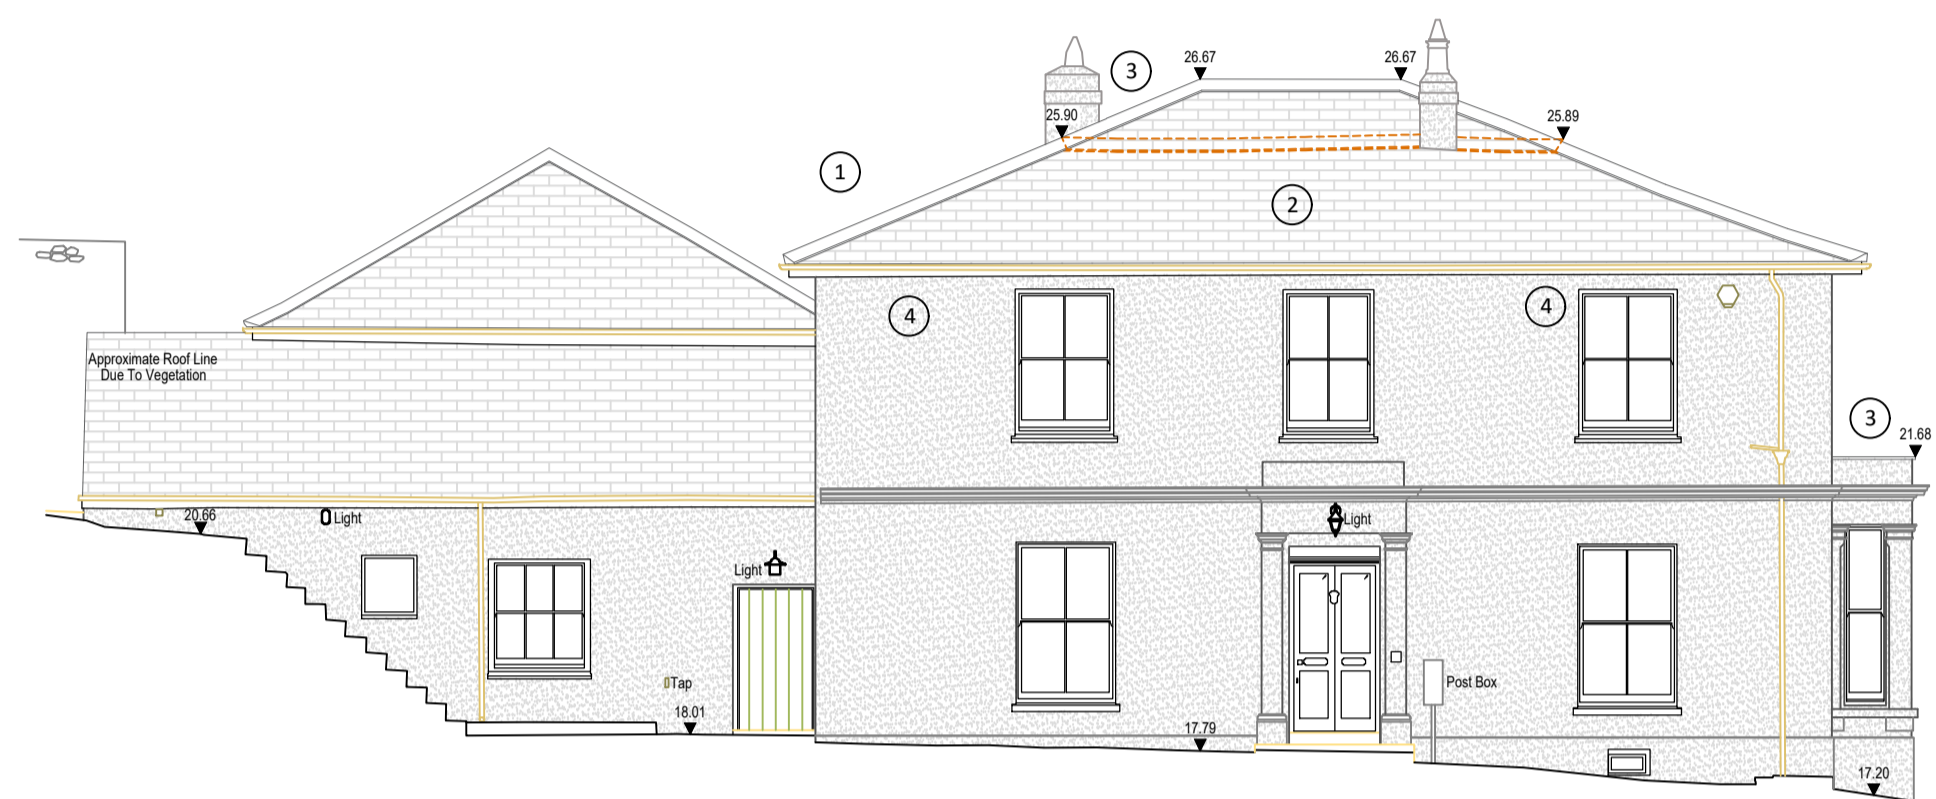 3
26.67
26.67
25.90
25.89
1
2
4
4
Approximate Roof Line
Due To Vegetation
3
21.68
20.66
Light
Light
Light
Tap
Post Box
18.01
17.79
17.20